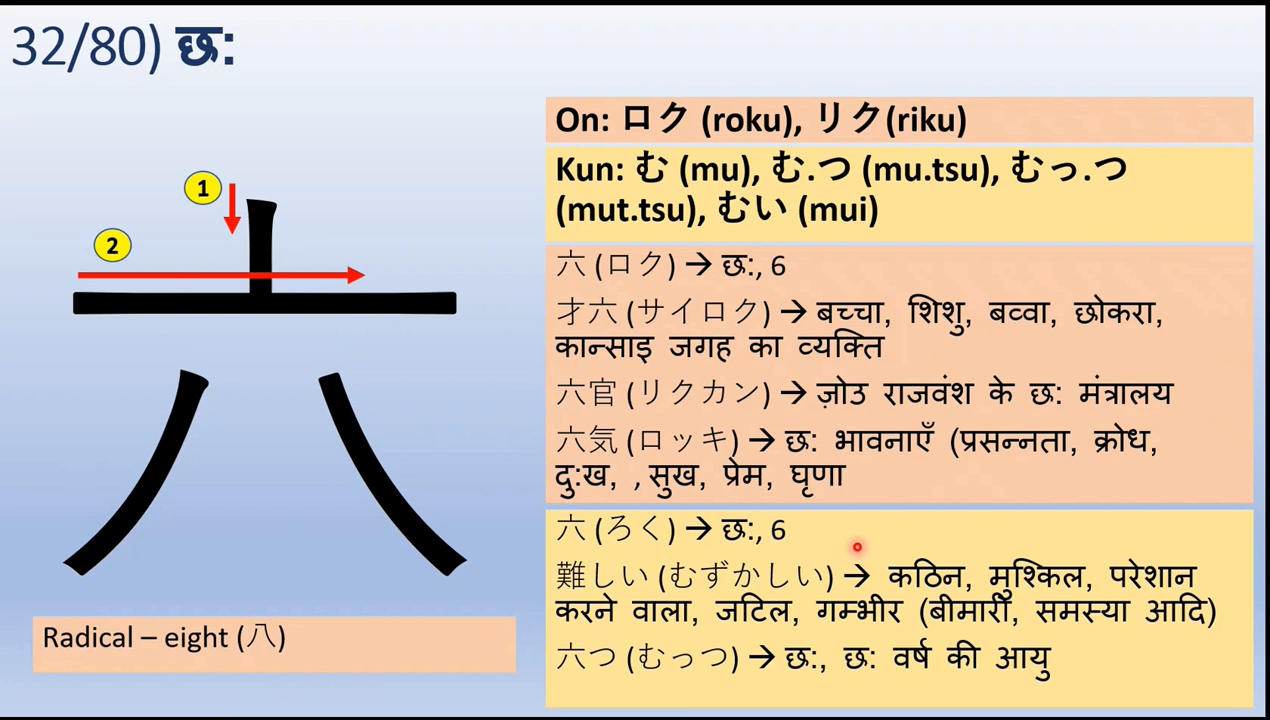 32/80) छ:
On: ロク (roku), リク(riku)
Kun: む (mu), む.つ (mu.tsu), むっ.つ
(mut.tsu), むい (mui)
1
2
六 (ロク) → छ:, 6
才六 (サイロク) → बच्चा, शिशु, बव्वा, छोकरा,
कान्साइ जगह का व्यक्ति
六官 (リクカン) → ज़ोउ राजवंश के छ: मंत्रालय
六気 (ロッキ) → छ: भावनाएँ (प्रसन्नता, क्रोध,
दु:ख, , सुख, प्रेम, घृणा
六 (ろく) → छ:, 6
難しい (むずかしい) → कठिन, मुश्किल, परेशान
करने वाला, जटिल, गम्भीर (बीमारी, समस्या आदि)
六つ (むっつ) → छ:, छ: वर्ष की आयु
六
Radical – eight (八)